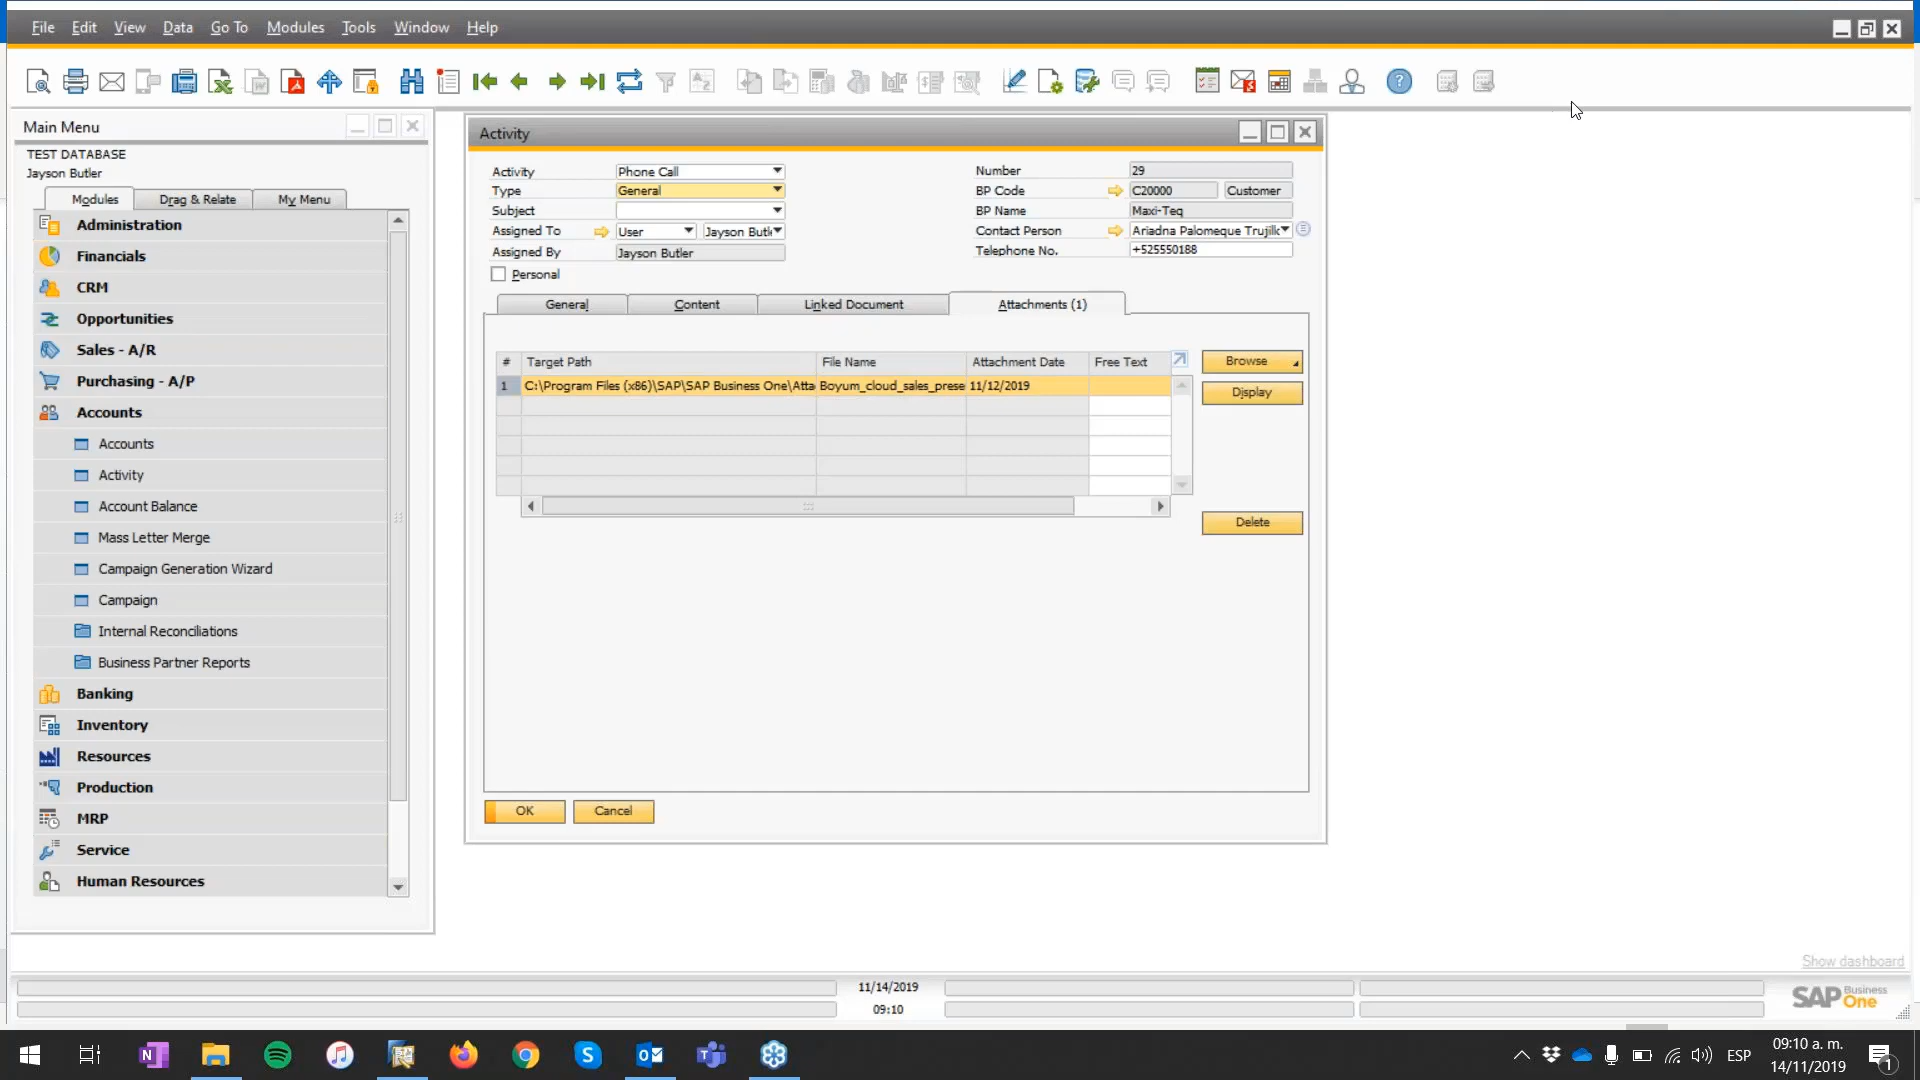 File Edit View Data Go To Modules Tools Window Help
Main Menu
TEST DATABASE
Jayson Butler
Modules Drag & Relate My Menu
Administration
Financials
CRM
Opportunities
Sales - A/R
Purchasing - A/P
Accounts
Accounts
Activity
Account Balance
Mass Letter Merge
Campaign Generation Wizard
Campaign
Internal Reconciliations
Business Partner Reports
Banking
Inventory
Resources
Production
MRP
Service
Human Resources
Activity
Activity Phone Call
Type General
Subject
Assigned To User Jayson Butl
Assigned By Jayson Butler
Personal
Number 29
BP Code C20000 Customer
BP Name Maxi-Teq
Contact Person Ariadna Palomeque Trujill
Telephone No. +525550188
General Content Linked Document Attachments (1)
# Target Path File Name Attachment Date Free Text
1 C:\Program Files (x86)\SAP\SAP Business One\Atta Boyum_cloud_sales_prese 11/12/2019
Browse
Display
Delete
OK Cancel
Show dashboard
11/14/2019
09:10
SAP Business One
ESP
09:10 a. m.
14/11/2019
1